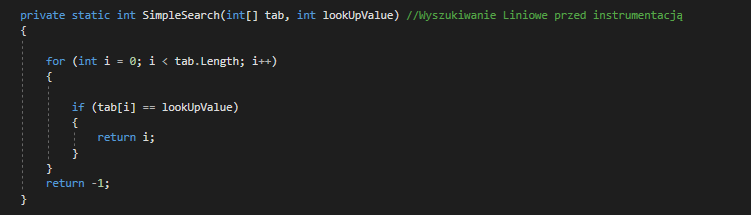 private static int SimpleSearch(int[] tab, int lookUpValue) //Wyszukiwanie Liniowe przed instrumentacją
{
for (int i = 0; i < tab.Length; i++)
{
if (tab[i] == lookUpValue)
{
return i;
}
}
return -1;
}